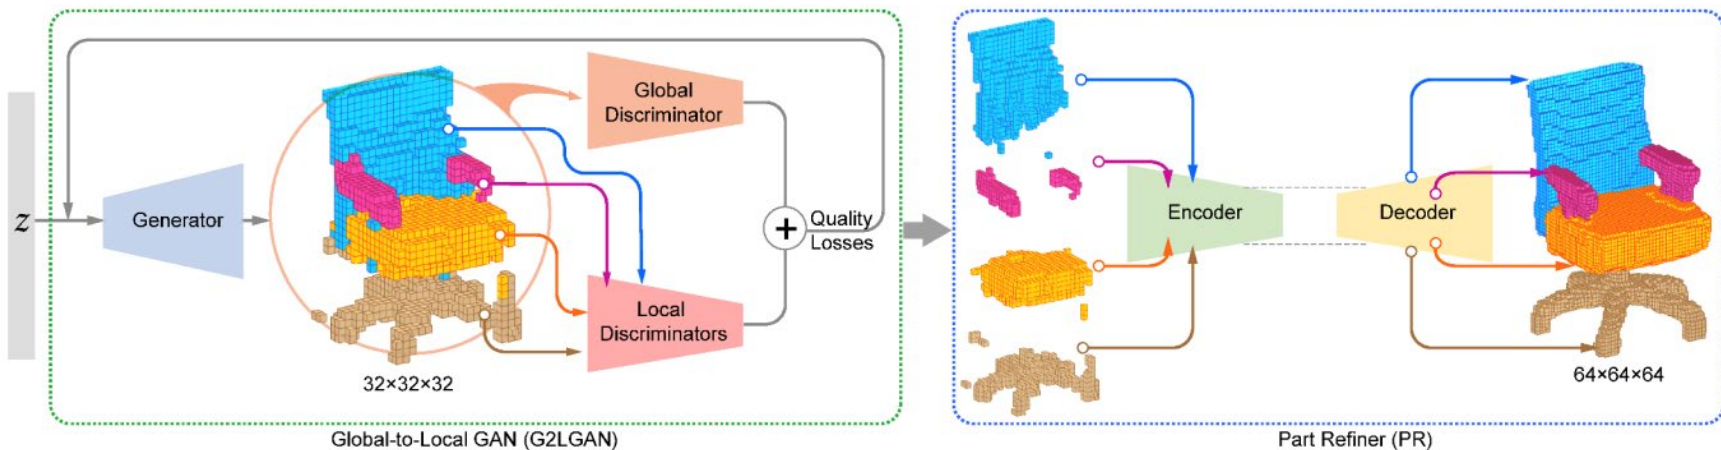 z
Generator
32×32×32
Global
Discriminator
Local
Discriminators
+
Quality
Losses
Global-to-Local GAN (G2LGAN)
Encoder
Decoder
64×64×64
Part Refiner (PR)